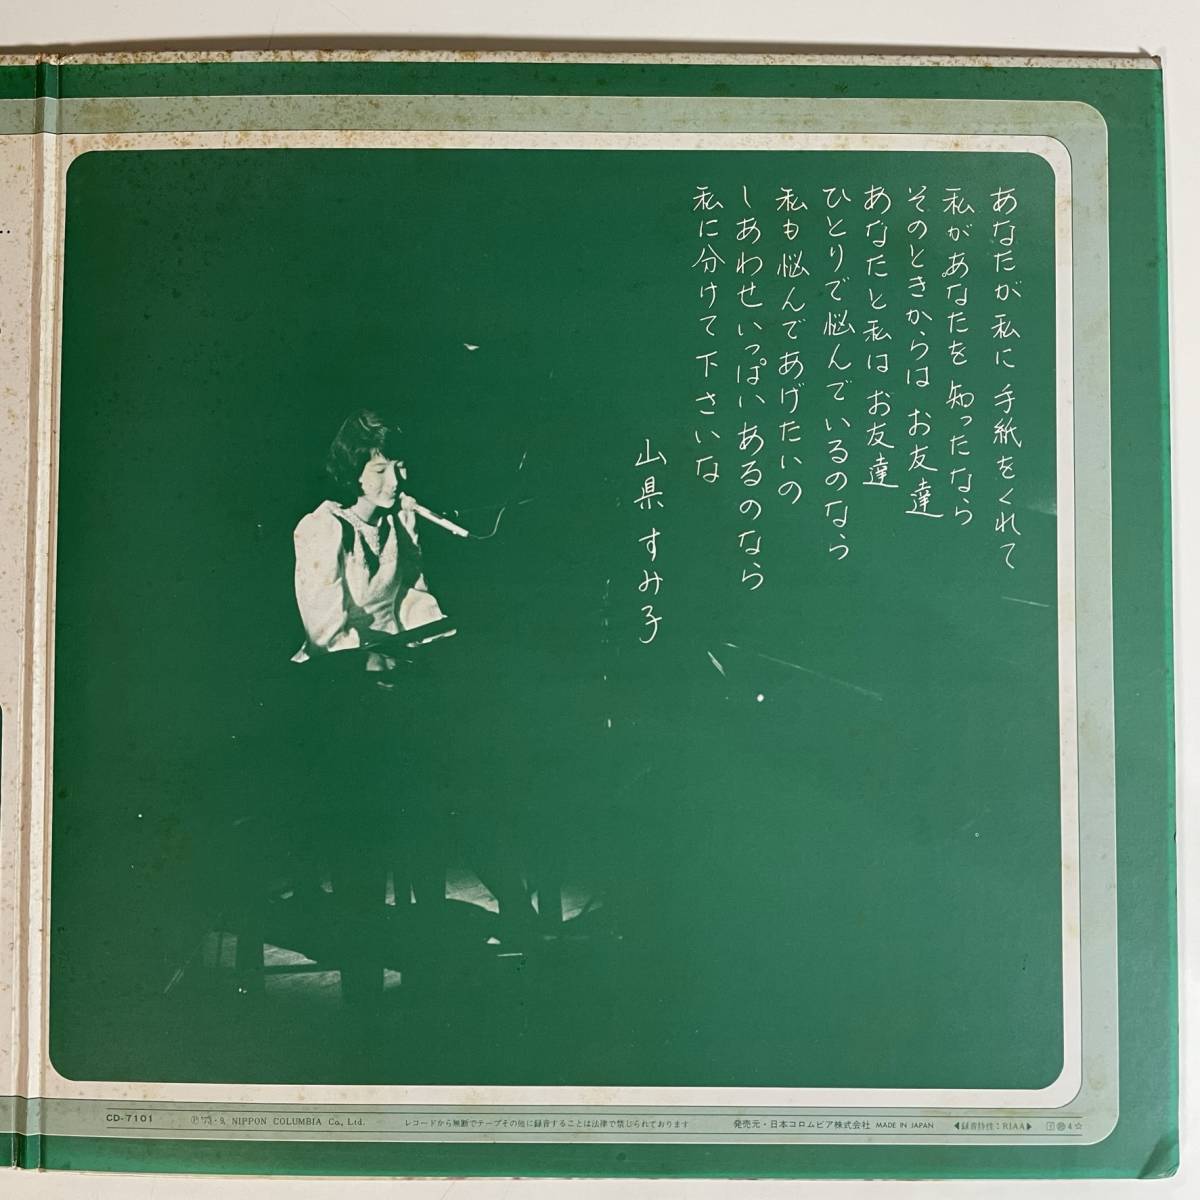 あなたが私に手紙をくれて
私があなたを知ったなら
そのときからは お友達
あなたと私は お友達
ひとりで悩んでいるのなら
私も悩んであげたいの
しあわせいっぱいあるのなら
私に分けて下さいな
山県すみ子
CD-7101 Ⓟ'73・9, NIPPON COLUMBIA Co., Ltd. レコードから無断でテープその他に録音することは法律で禁じられております 発売元・日本コロムビア株式会社 MADE IN JAPAN ◀録音特性:RIAA▶